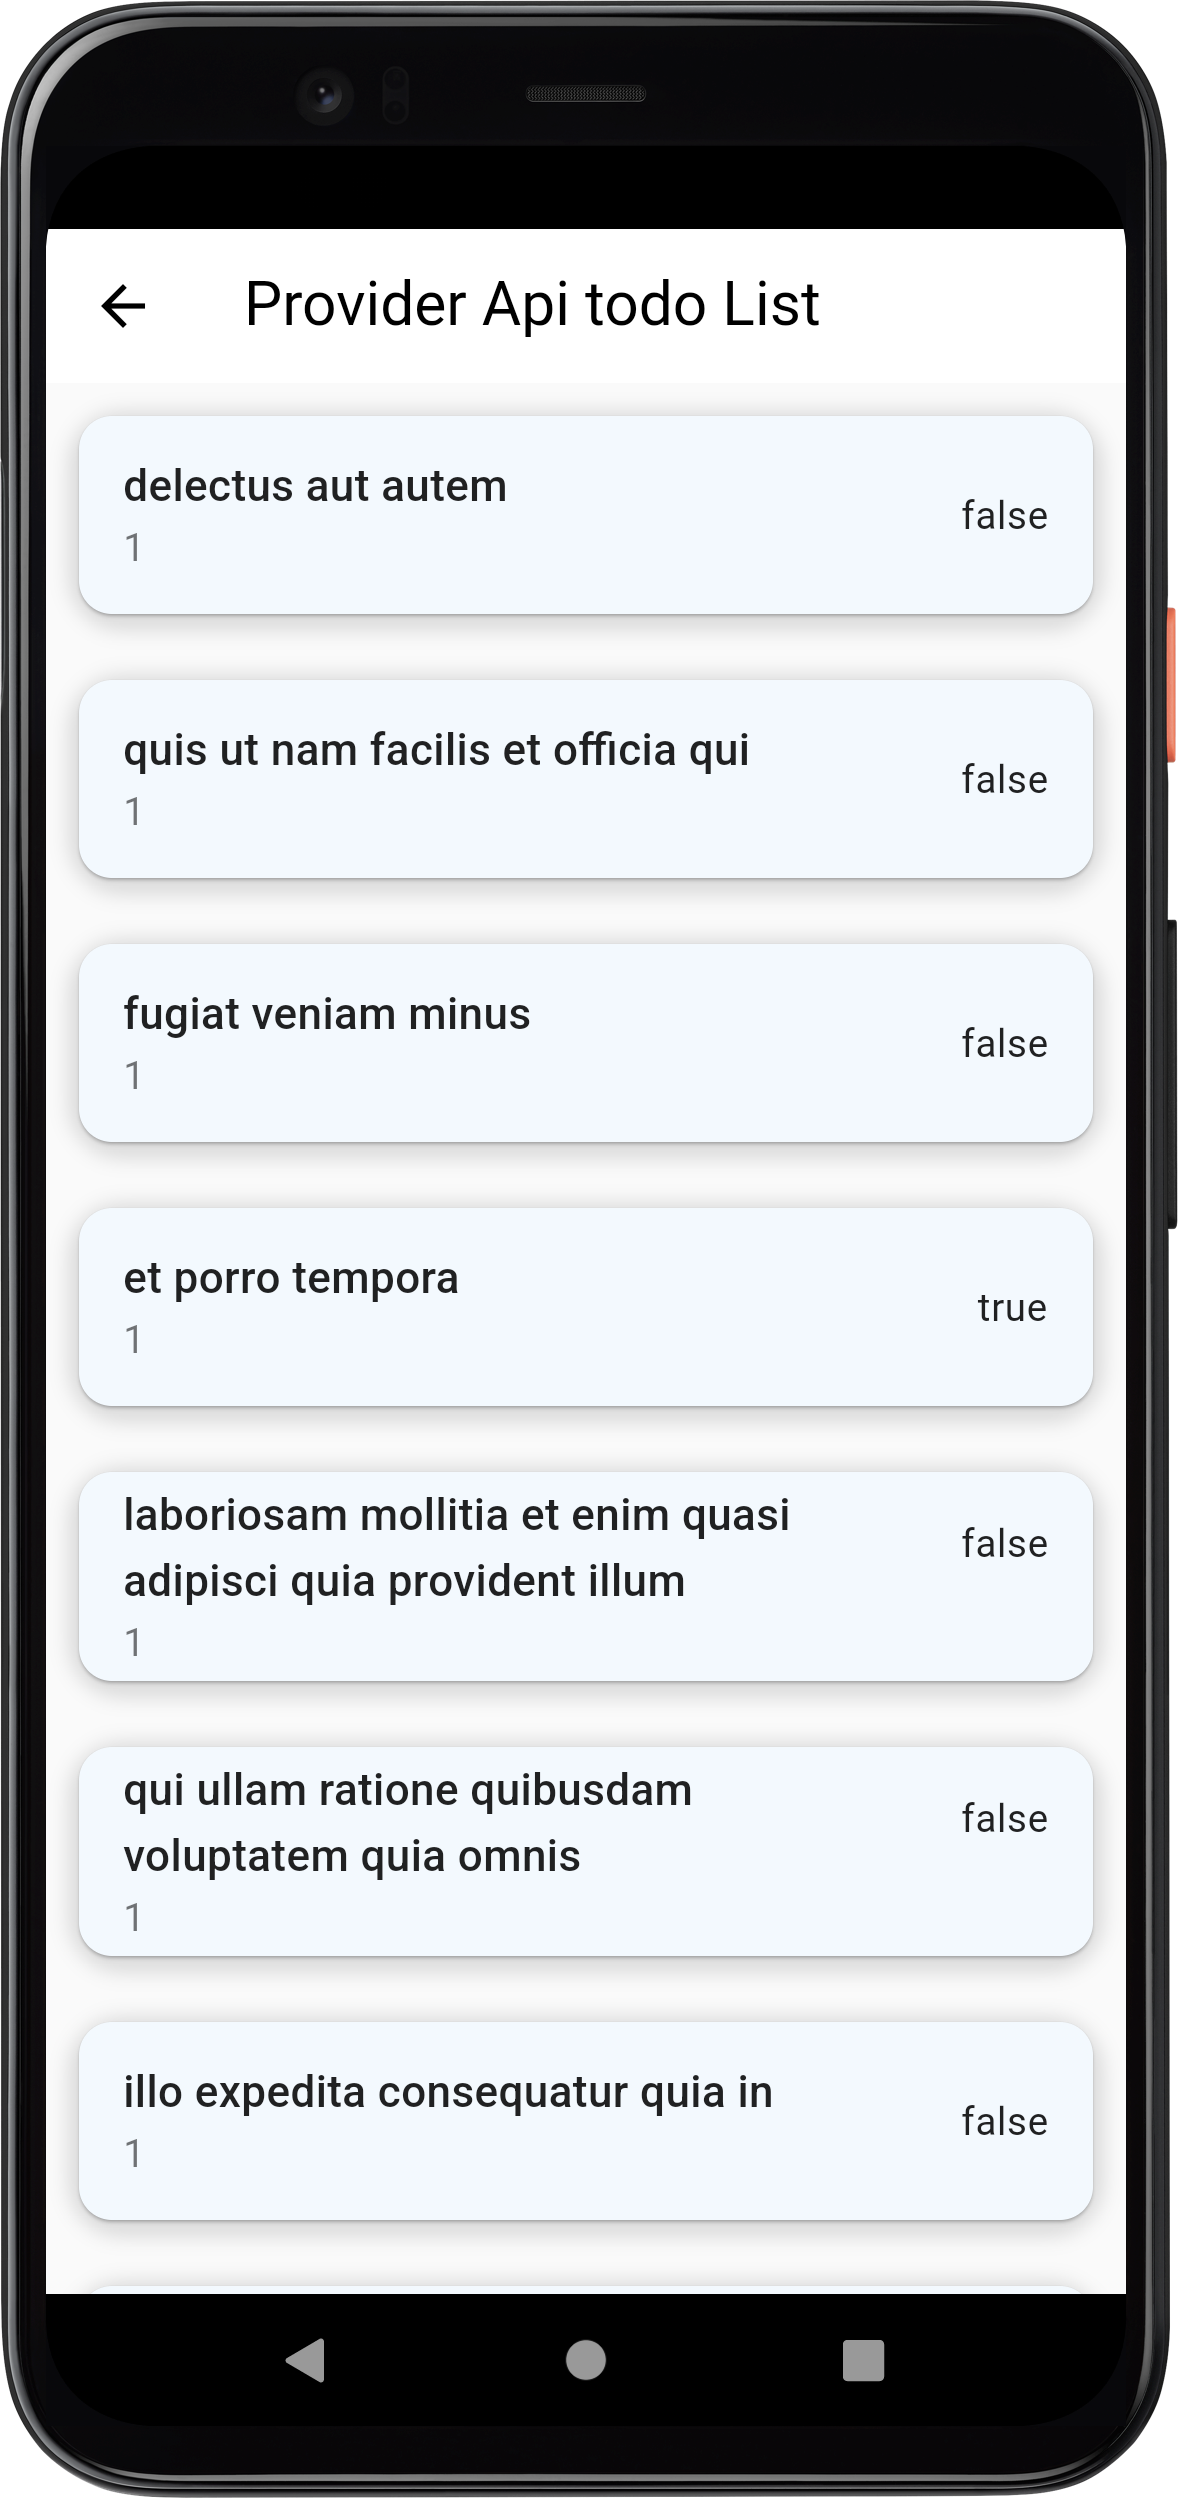 Provider Api todo List
delectus aut autem
1
false
quis ut nam facilis et officia qui
1
false
fugiat veniam minus
1
false
et porro tempora
1
true
laboriosam mollitia et enim quasi
adipisci quia provident illum
1
false
qui ullam ratione quibusdam
voluptatem quia omnis
1
false
illo expedita consequatur quia in
1
false